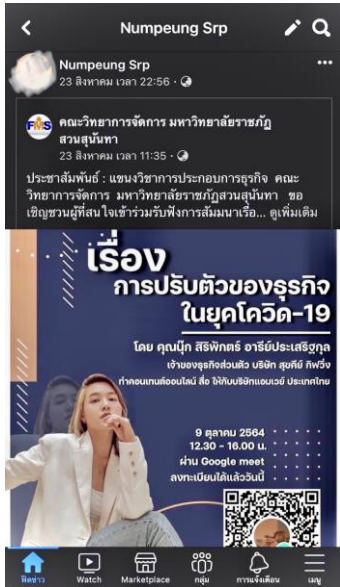 Numpeung Srp
Numpeung Srp
23 สิงหาคม เวลา 22:56 ·
FMS
คณะวิทยาการจัดการ มหาวิทยาลัยราชภัฏ
สวนสุนันทา
23 สิงหาคม เวลา 11:35 ·
ประชาสัมพันธ์ : แขนงวิชาการประกอบการธุรกิจ คณะ
วิทยาการจัดการ มหาวิทยาลัยราชภัฏสวนสุนันทา ขอ
เชิญชวนผู้ที่สนใจเข้าร่วมรับฟังการสัมมนาเรื่อ... ดูเพิ่มเติม
เรื่อง
การปรับตัวของธุรกิจ
ในยุคโควิด-19
โดย คุณนุ๊ก สิริพักตร์ อารีย์ประเสริฐกุล
เจ้าของธุรกิจส่วนตัว บริษัท สุขคีย์ กิฟวิ่ง
ทำคอนเทนต์ออนไลน์ สื่อ ให้กับบริษัทแอมเวย์ ประเทศไทย
9 ตุลาคม 2564
12.30 - 16.00 น.
ผ่าน Google meet
ลงทะเบียนได้แล้ววันนี้
ฟีดข่าว
Watch
Marketplace
กลุ่ม
การแจ้งเตือน
เมนู